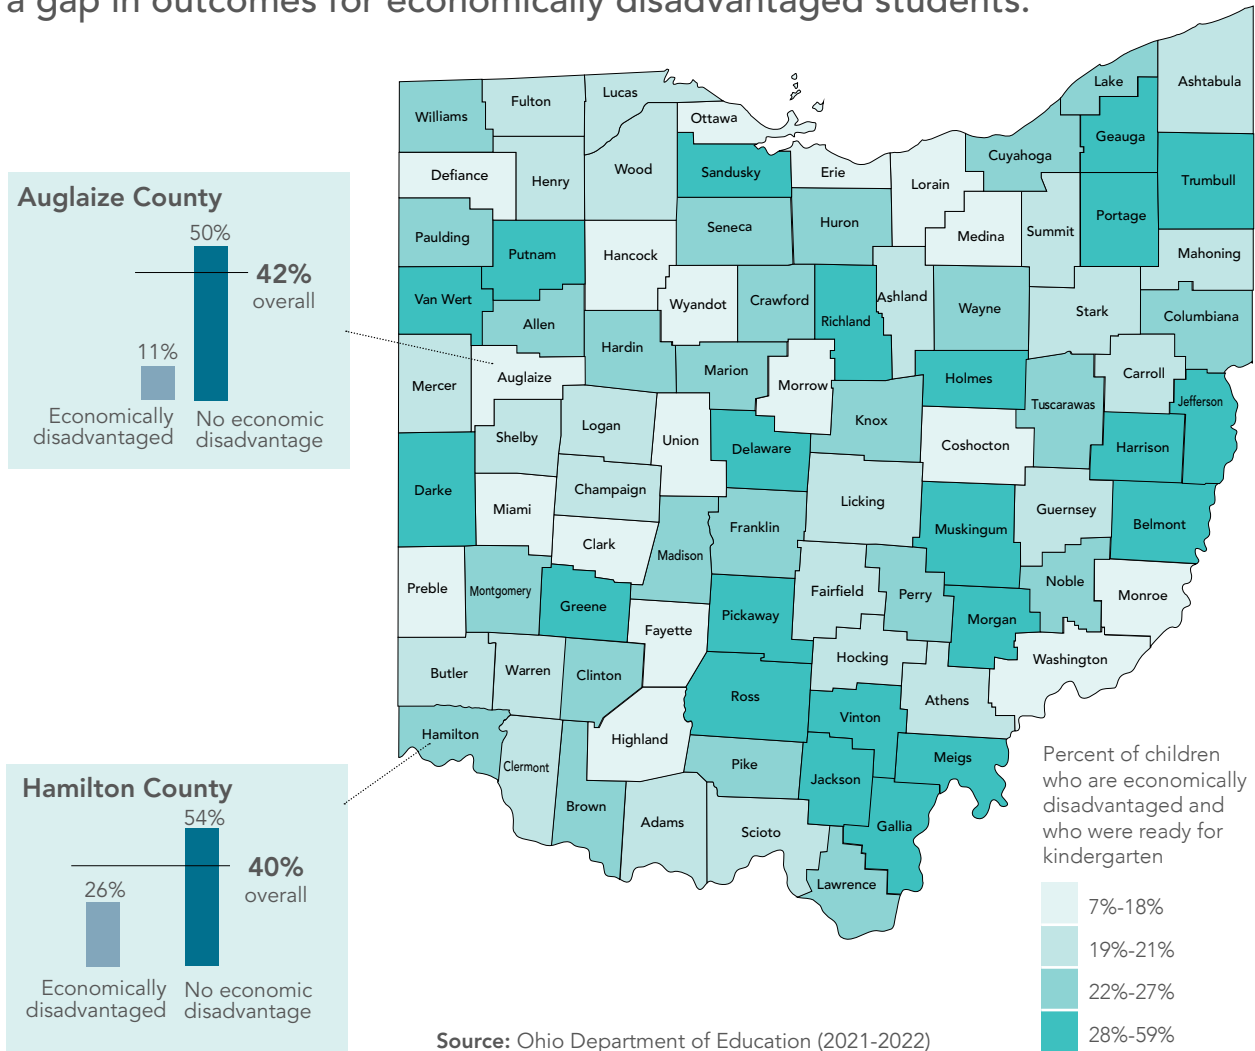 a gap in outcomes for economically disadvantaged students.
Auglaize County
50%
42%
overall
11%
Economically
disadvantaged
No economic
disadvantage
Hamilton County
54%
40%
overall
26%
Economically
disadvantaged
No economic
disadvantage
Williams
Fulton
Lucas
Ottawa
Lake
Ashtabula
Geauga
Cuyahoga
Defiance
Henry
Wood
Sandusky
Erie
Lorain
Trumbull
Paulding
Putnam
Hancock
Seneca
Huron
Medina
Summit
Portage
Mahoning
Van Wert
Allen
Wyandot
Crawford
Richland
Ashland
Wayne
Stark
Columbiana
Mercer
Auglaize
Hardin
Marion
Morrow
Holmes
Tuscarawas
Carroll
Jefferson
Shelby
Logan
Union
Delaware
Knox
Coshocton
Harrison
Darke
Miami
Champaign
Clark
Madison
Franklin
Licking
Muskingum
Guernsey
Belmont
Preble
Montgomery
Greene
Fayette
Pickaway
Fairfield
Perry
Morgan
Noble
Monroe
Butler
Warren
Clinton
Ross
Hocking
Athens
Washington
Hamilton
Clermont
Highland
Pike
Vinton
Jackson
Meigs
Brown
Adams
Scioto
Gallia
Lawrence
Percent of children
who are economically
disadvantaged and
who were ready for
kindergarten
7%-18%
19%-21%
22%-27%
28%-59%
Source: Ohio Department of Education (2021-2022)